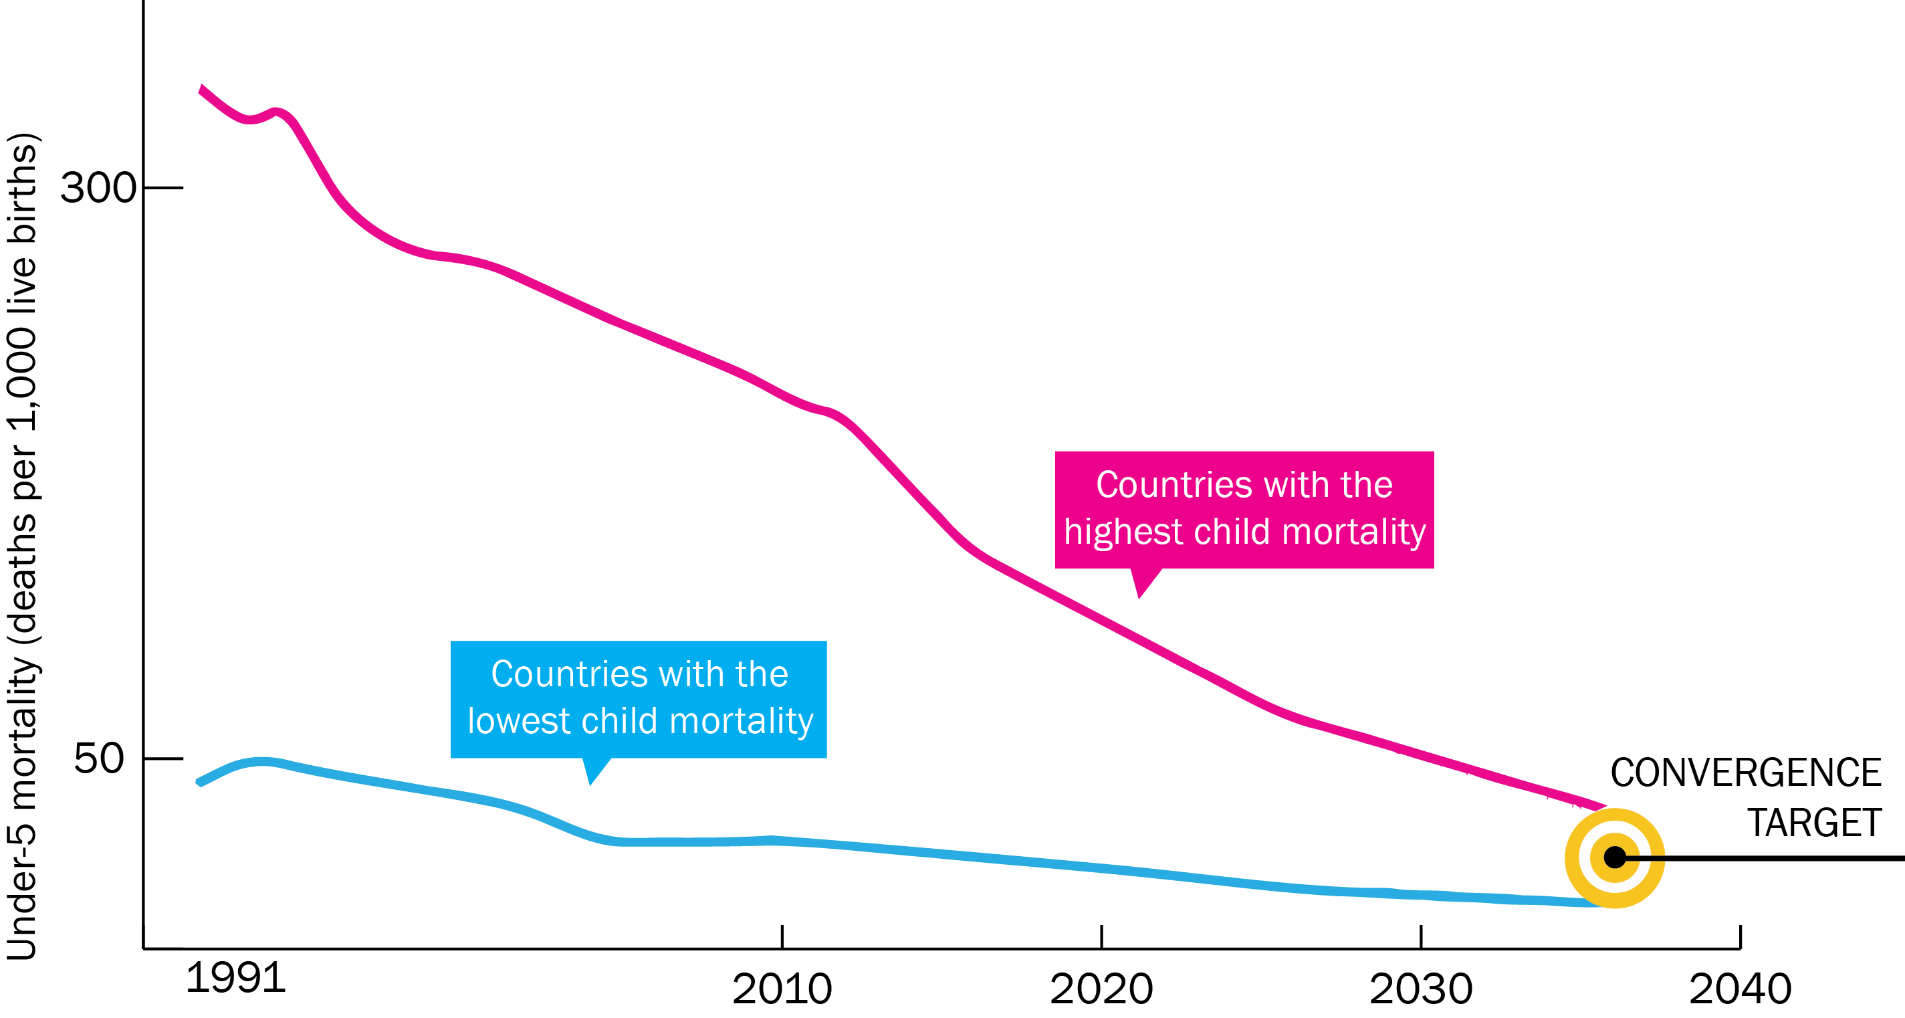 Under-5 mortality (deaths per 1,000 live births)
300
50
Countries with the
highest child mortality
Countries with the
lowest child mortality
CONVERGENCE
TARGET
1991
2010
2020
2030
2040